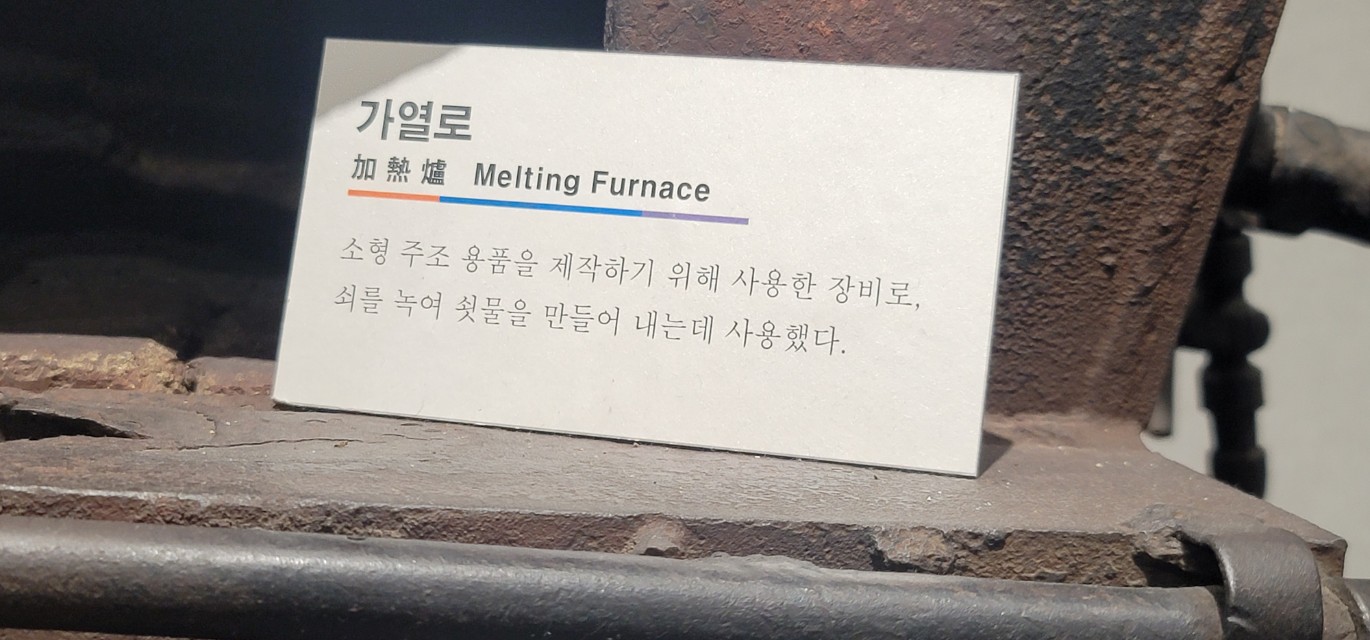 가열로
加熱爐 Melting Furnace
소형 주조 용품을 제작하기 위해 사용한 장비로,
쇠를 녹여 쇳물을 만들어 내는데 사용했다.